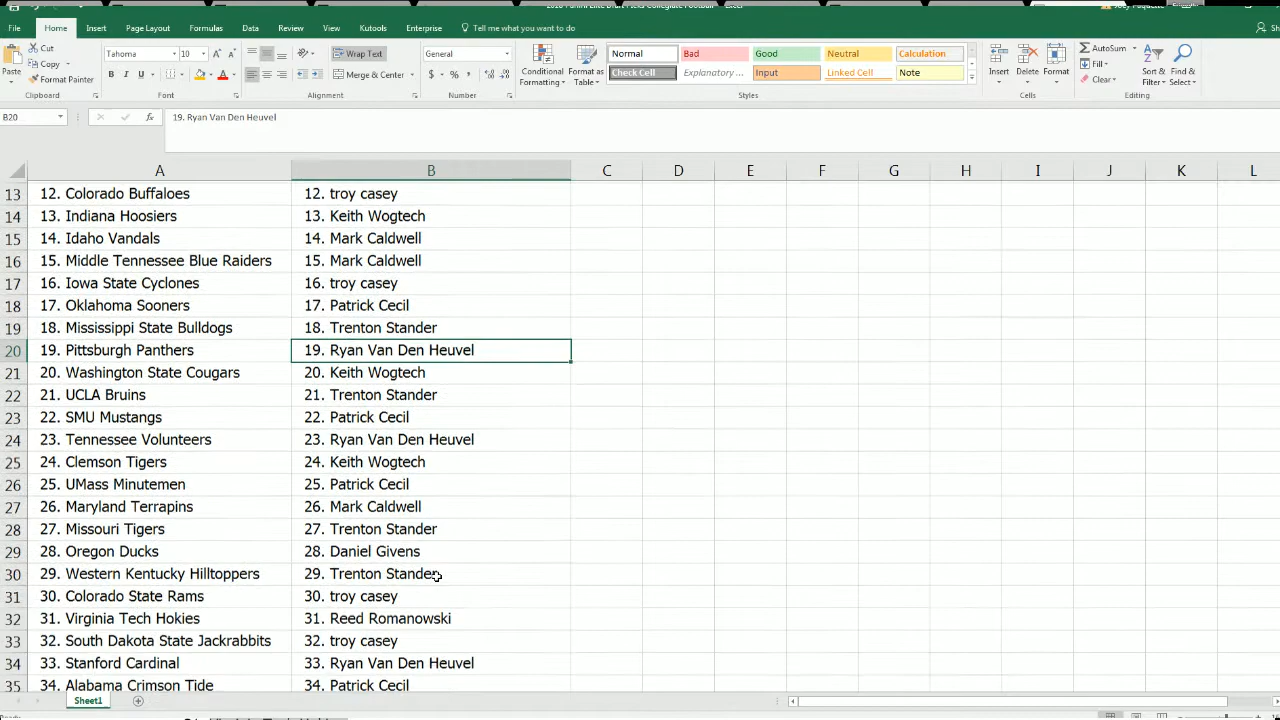 2018 Panini Elite Draft Picks Collegiate Football - Excel
File Home Insert Page Layout Formulas Data Review View Kutools Enterprise Tell me what you want to do
Cut
Copy
Format Painter
Paste
Clipboard
Tahoma 10
B I U
Font
Wrap Text
Merge & Center
Alignment
General
$ % ,
Number
Conditional Formatting
Format as Table
Normal Bad Good Neutral Calculation
Check Cell Explanatory ... Input Linked Cell Note
Styles
Insert Delete Format
Cells
AutoSum
Fill
Clear
Sort & Filter
Find & Select
Editing
B20 fx 19. Ryan Van Den Heuvel
A B C D E F G H I J K L
13 12. Colorado Buffaloes 12. troy casey
14 13. Indiana Hoosiers 13. Keith Wogtech
15 14. Idaho Vandals 14. Mark Caldwell
16 15. Middle Tennessee Blue Raiders 15. Mark Caldwell
17 16. Iowa State Cyclones 16. troy casey
18 17. Oklahoma Sooners 17. Patrick Cecil
19 18. Mississippi State Bulldogs 18. Trenton Stander
20 19. Pittsburgh Panthers 19. Ryan Van Den Heuvel
21 20. Washington State Cougars 20. Keith Wogtech
22 21. UCLA Bruins 21. Trenton Stander
23 22. SMU Mustangs 22. Patrick Cecil
24 23. Tennessee Volunteers 23. Ryan Van Den Heuvel
25 24. Clemson Tigers 24. Keith Wogtech
26 25. UMass Minutemen 25. Patrick Cecil
27 26. Maryland Terrapins 26. Mark Caldwell
28 27. Missouri Tigers 27. Trenton Stander
29 28. Oregon Ducks 28. Daniel Givens
30 29. Western Kentucky Hilltoppers 29. Trenton Stander
31 30. Colorado State Rams 30. troy casey
32 31. Virginia Tech Hokies 31. Reed Romanowski
33 32. South Dakota State Jackrabbits 32. troy casey
34 33. Stanford Cardinal 33. Ryan Van Den Heuvel
35 34. Alabama Crimson Tide 34. Patrick Cecil
Sheet1